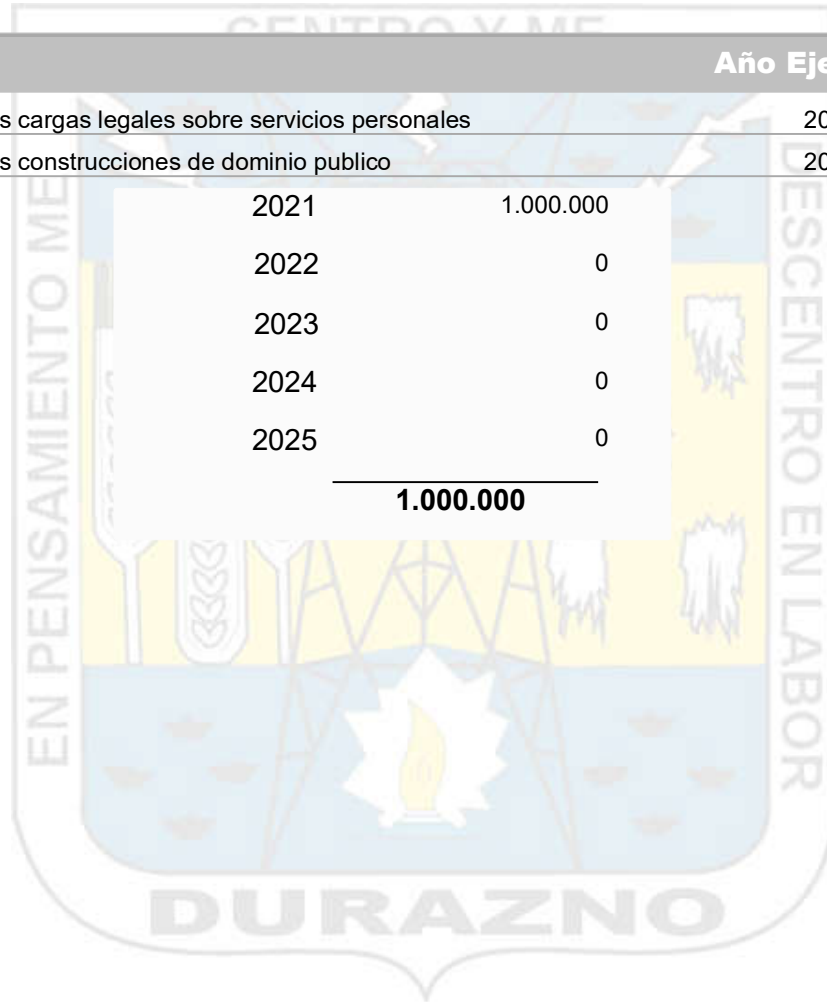 CENTRO Y ME
Año Eje
s cargas legales sobre servicios personales 20
s construcciones de dominio publico 20
2021 1.000.000
2022 0
2023 0
2024 0
2025 0
1.000.000
EN PENSAMIENTO ME
DESCENTRO EN LABOR
DURAZNO